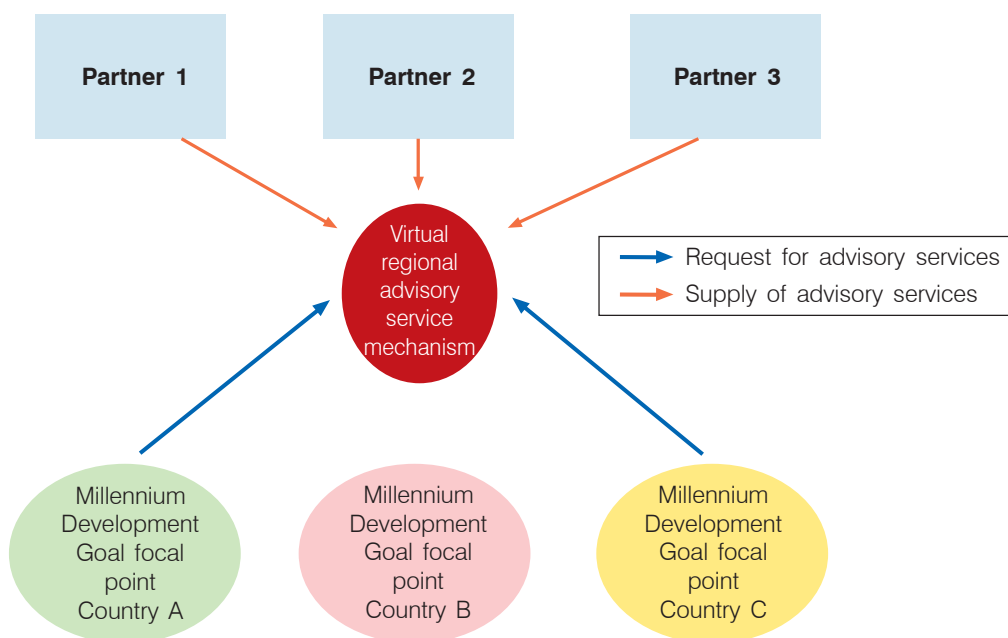 Partner 1
Partner 2
Partner 3
Virtual
regional
advisory
service
mechanism
Request for advisory services
Supply of advisory services
Millennium
Development
Goal focal
point
Country A
Millennium
Development
Goal focal
point
Country B
Millennium
Development
Goal focal
point
Country C